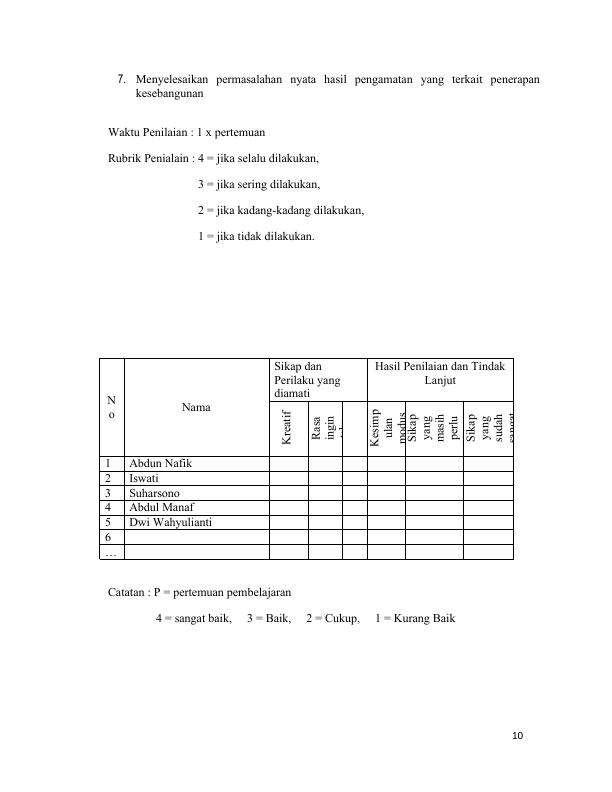 7. Menyelesaikan permasalahan nyata hasil pengamatan yang terkait penerapan
kesebangunan
Waktu Penilaian : 1 x pertemuan
Rubrik Penialain : 4 = jika selalu dilakukan,
3 = jika sering dilakukan,
2 = jika kadang-kadang dilakukan,
1 = jika tidak dilakukan.
N
o
Nama
Sikap dan
Perilaku yang
diamati
Hasil Penilaian dan Tindak
Lanjut
Kreatif
Rasa
ingin
Kesimp
ulan
modus
Sikap
yang
masih
perlu
Sikap
yang
sudah
sangat
1 Abdun Nafik
2 Iswati
3 Suharsono
4 Abdul Manaf
5 Dwi Wahyulianti
6
…
Catatan : P = pertemuan pembelajaran
4 = sangat baik, 3 = Baik, 2 = Cukup, 1 = Kurang Baik
10